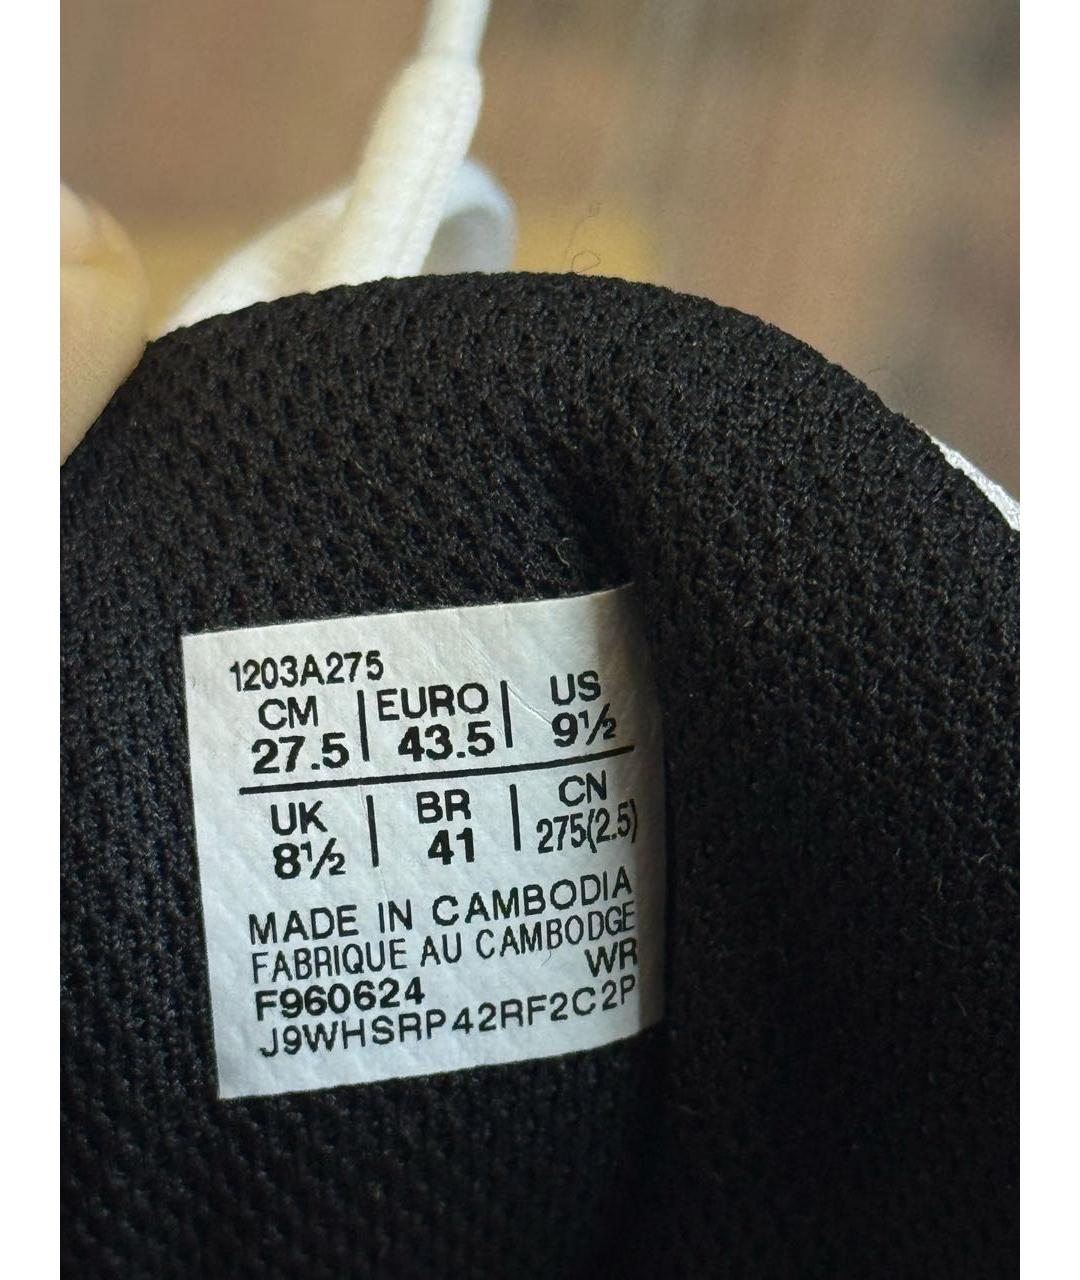 1203A275
CM | EURO | US
27.5 | 43.5 | 9½
UK | BR | CN
8½ | 41 | 275(2.5)
MADE IN CAMBODIA
FABRIQUE AU CAMBODGE
WR
F960624
J9WHSRP42RF2C2P